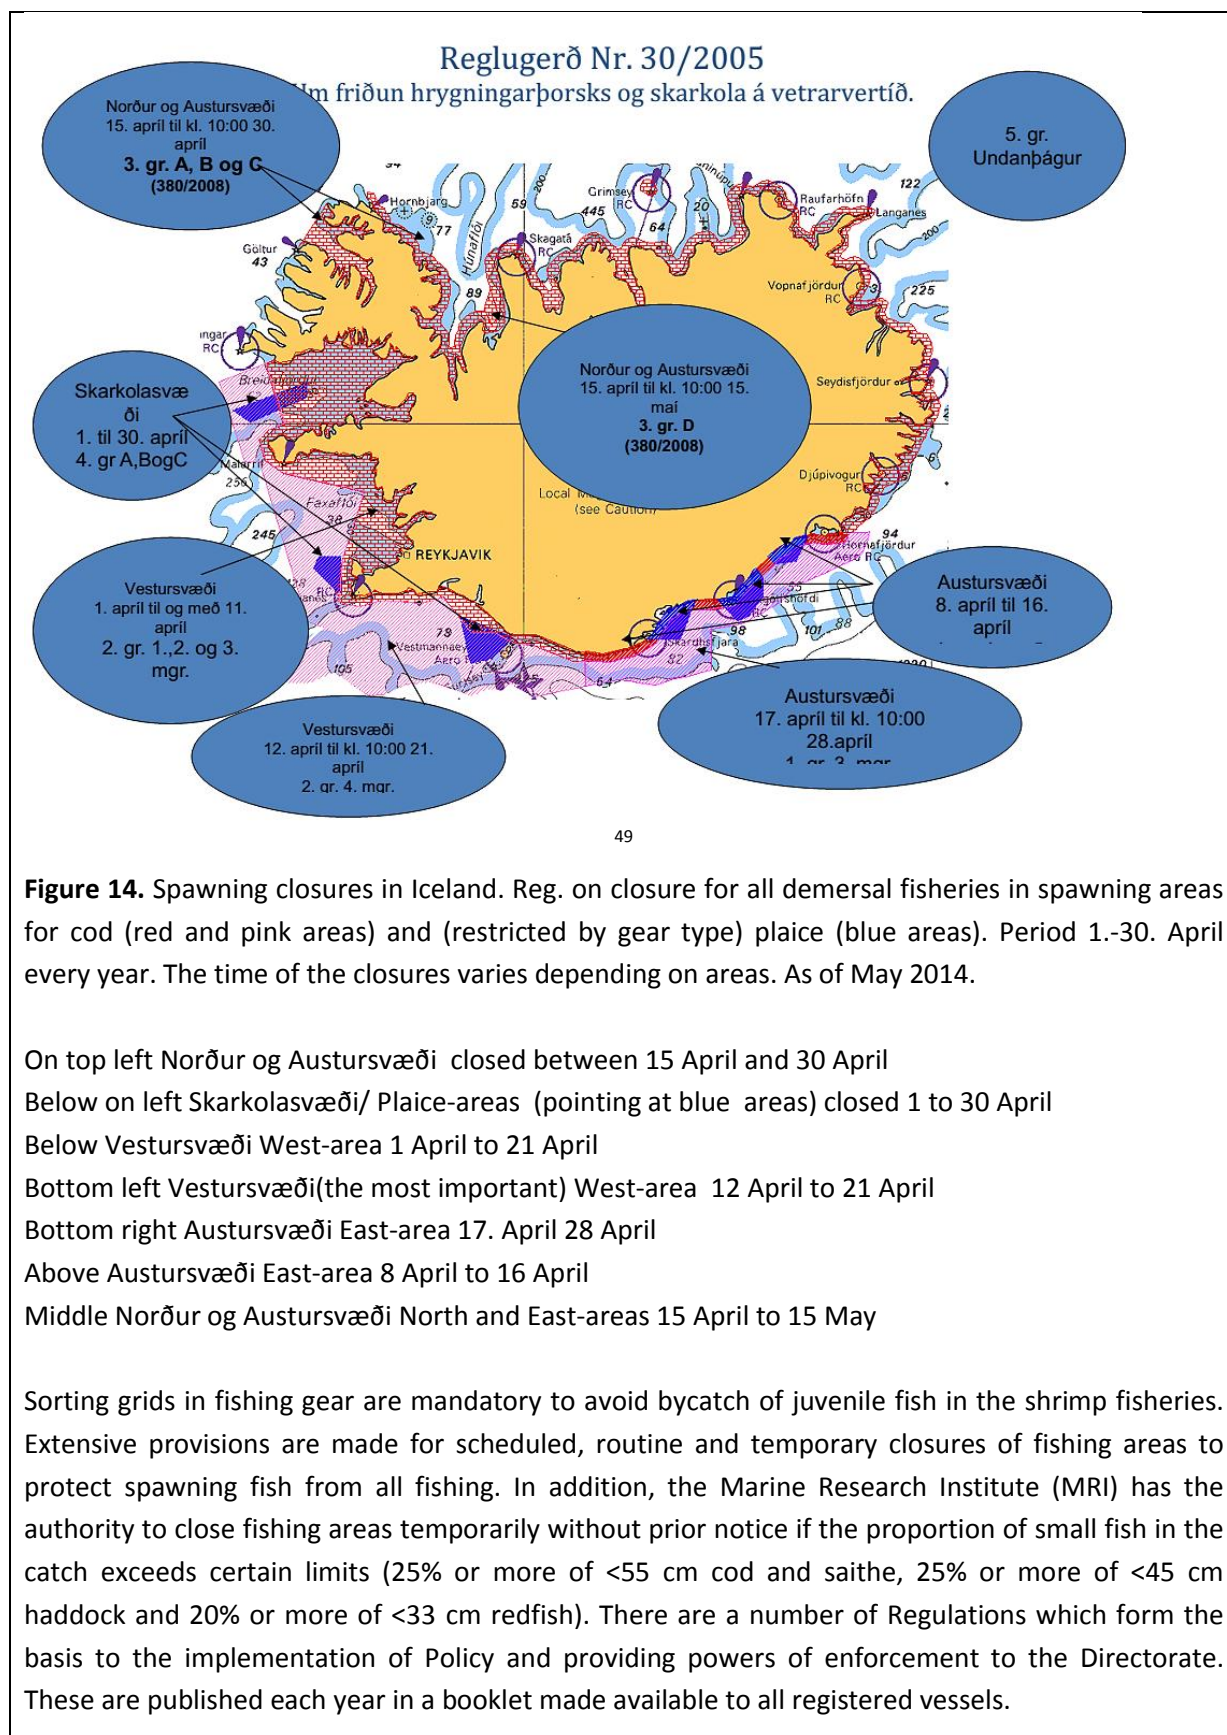 Reglugerð Nr. 30/2005
Um friðun hrygningarþorsks og skarkola á vetrarvertíð.
Norður og Austursvæði
15. apríl til kl. 10:00 30.
apríl
3. gr. A, B og C
(380/2008)
5. gr.
Undanþágur
Hornbjarg
9
77
59
200
445
Grimsey
RC
64
20
Raufarhöfn
RC
122
Langanes
200
Göltur
43
Húnaflói
Skagatá
RC
89
Vopnafjördur
RC
3
225
ingar
RC
Seydisfjördur
Norður og Austursvæði
15. apríl til kl. 10:00 15.
maí
3. gr. D
(380/2008)
Skarkolasvæ
ði
1. til 30. apríl
4. gr A,BogC
Malarrif
256
Faxaflói
38
245
Local M
(see Caution)
Djúpivogur
RC
REYKJAVIK
94
Hornafjördur
Aero RC
Vestursvæði
1. apríl til og með 11.
apríl
2. gr. 1.,2. og 3.
mgr.
Austursvæði
8. apríl til 16.
apríl
RC
55
79
Vestmannaey
Aero
98
101
88
Skardhsfjara
82
105
64
Vestursvæði
12. apríl til kl. 10:00 21.
apríl
2. gr. 4. mgr.
Austursvæði
17. apríl til kl. 10:00
28.apríl
1. gr. 3. mgr
49
Figure 14. Spawning closures in Iceland. Reg. on closure for all demersal fisheries in spawning areas
for cod (red and pink areas) and (restricted by gear type) plaice (blue areas). Period 1.-30. April
every year. The time of the closures varies depending on areas. As of May 2014.
On top left Norður og Austursvæði closed between 15 April and 30 April
Below on left Skarkolasvæði/ Plaice-areas (pointing at blue areas) closed 1 to 30 April
Below Vestursvæði West-area 1 April to 21 April
Bottom left Vestursvæði(the most important) West-area 12 April to 21 April
Bottom right Austursvæði East-area 17. April 28 April
Above Austursvæði East-area 8 April to 16 April
Middle Norður og Austursvæði North and East-areas 15 April to 15 May
Sorting grids in fishing gear are mandatory to avoid bycatch of juvenile fish in the shrimp fisheries.
Extensive provisions are made for scheduled, routine and temporary closures of fishing areas to
protect spawning fish from all fishing. In addition, the Marine Research Institute (MRI) has the
authority to close fishing areas temporarily without prior notice if the proportion of small fish in the
catch exceeds certain limits (25% or more of <55 cm cod and saithe, 25% or more of <45 cm
haddock and 20% or more of <33 cm redfish). There are a number of Regulations which form the
basis to the implementation of Policy and providing powers of enforcement to the Directorate.
These are published each year in a booklet made available to all registered vessels.